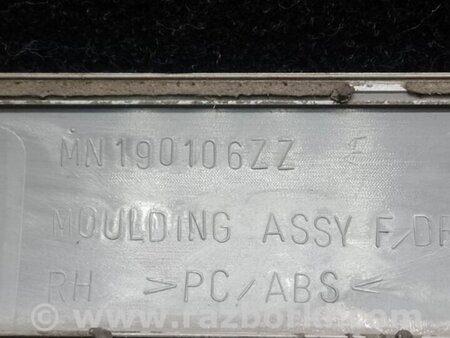 MN190106ZZ
MOULDING ASSY F/DR
RH >PC/ABS<
© www.razborka.com